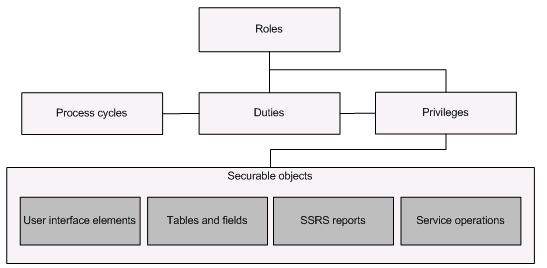 Roles
Process cycles
Duties
Privileges
Securable objects
User interface elements
Tables and fields
SSRS reports
Service operations